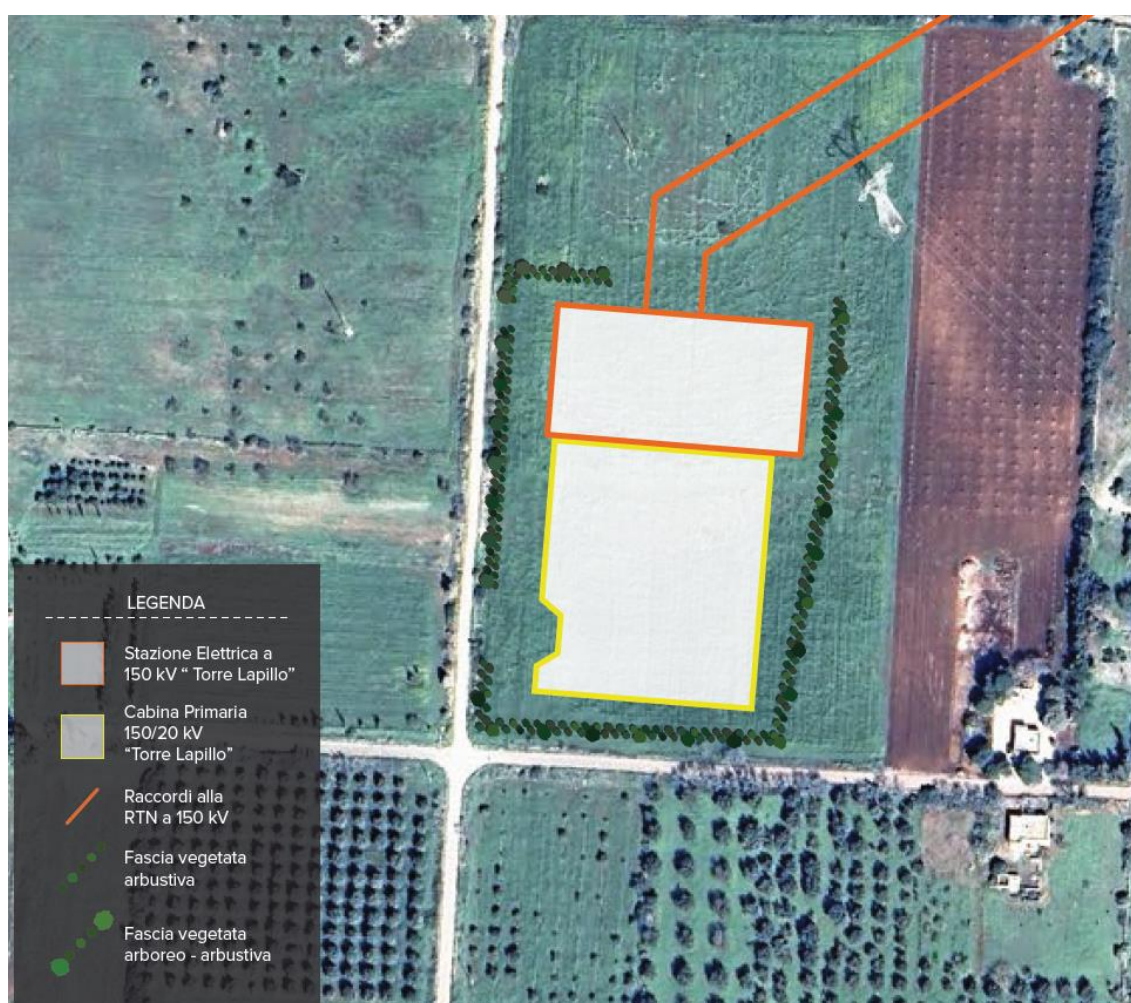 LEGENDA
Stazione Elettrica a
150 kV “ Torre Lapillo”
Cabina Primaria
150/20 kV
“Torre Lapillo”
Raccordi alla
RTN a 150 kV
Fascia vegetata
arbustiva
Fascia vegetata
arboreo - arbustiva